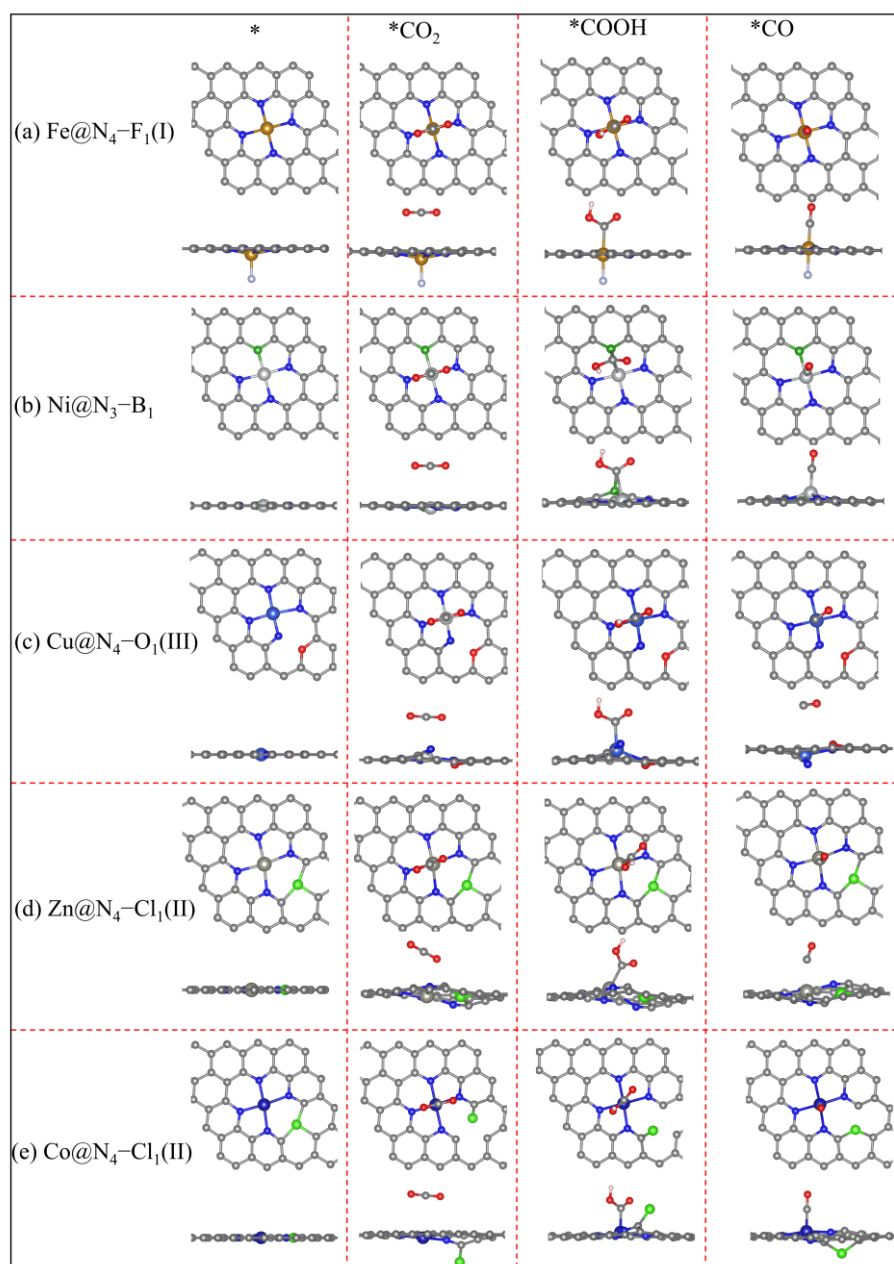 * *CO₂ *COOH *CO
(a) Fe@N₄−F₁(I)
(b) Ni@N₃−B₁
(c) Cu@N₄−O₁(III)
(d) Zn@N₄−Cl₁(II)
(e) Co@N₄−Cl₁(II)